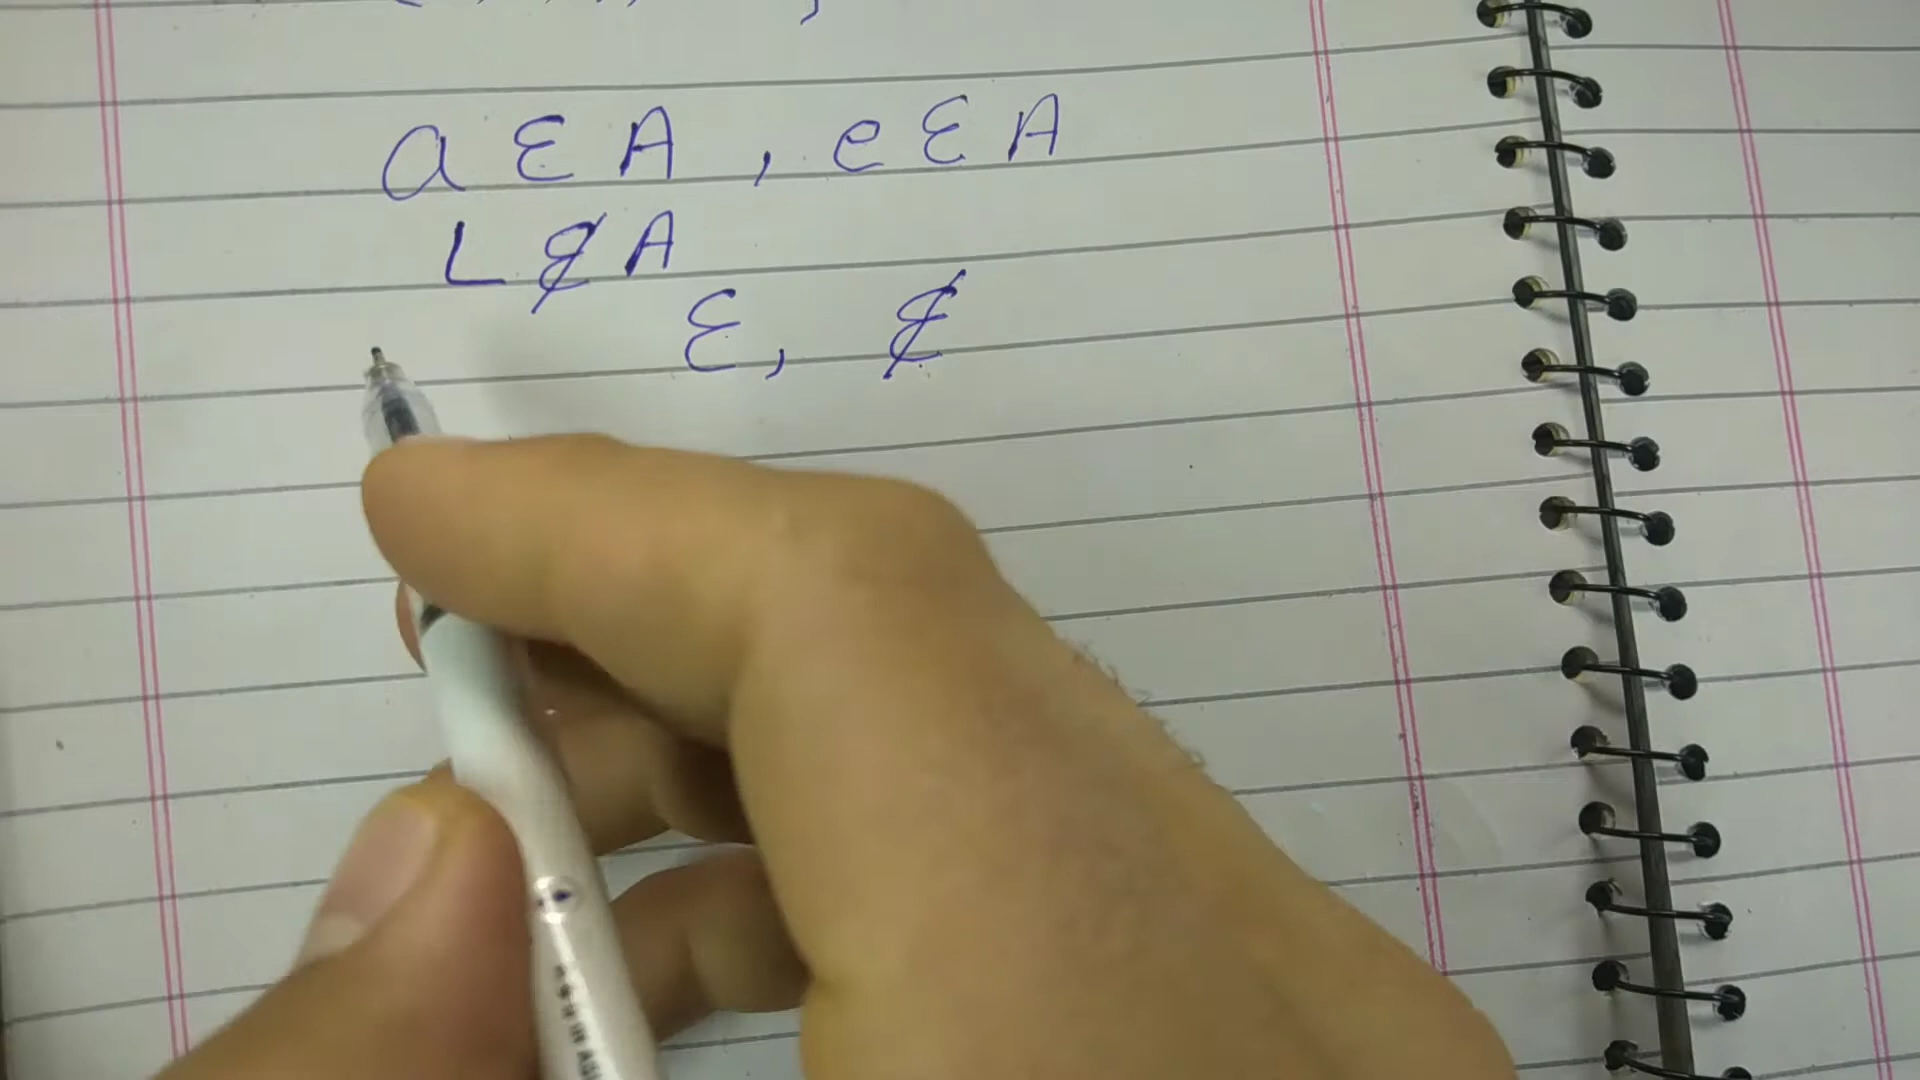 a ∈ A , e ∈ A
L ∉ A
∈, ∉